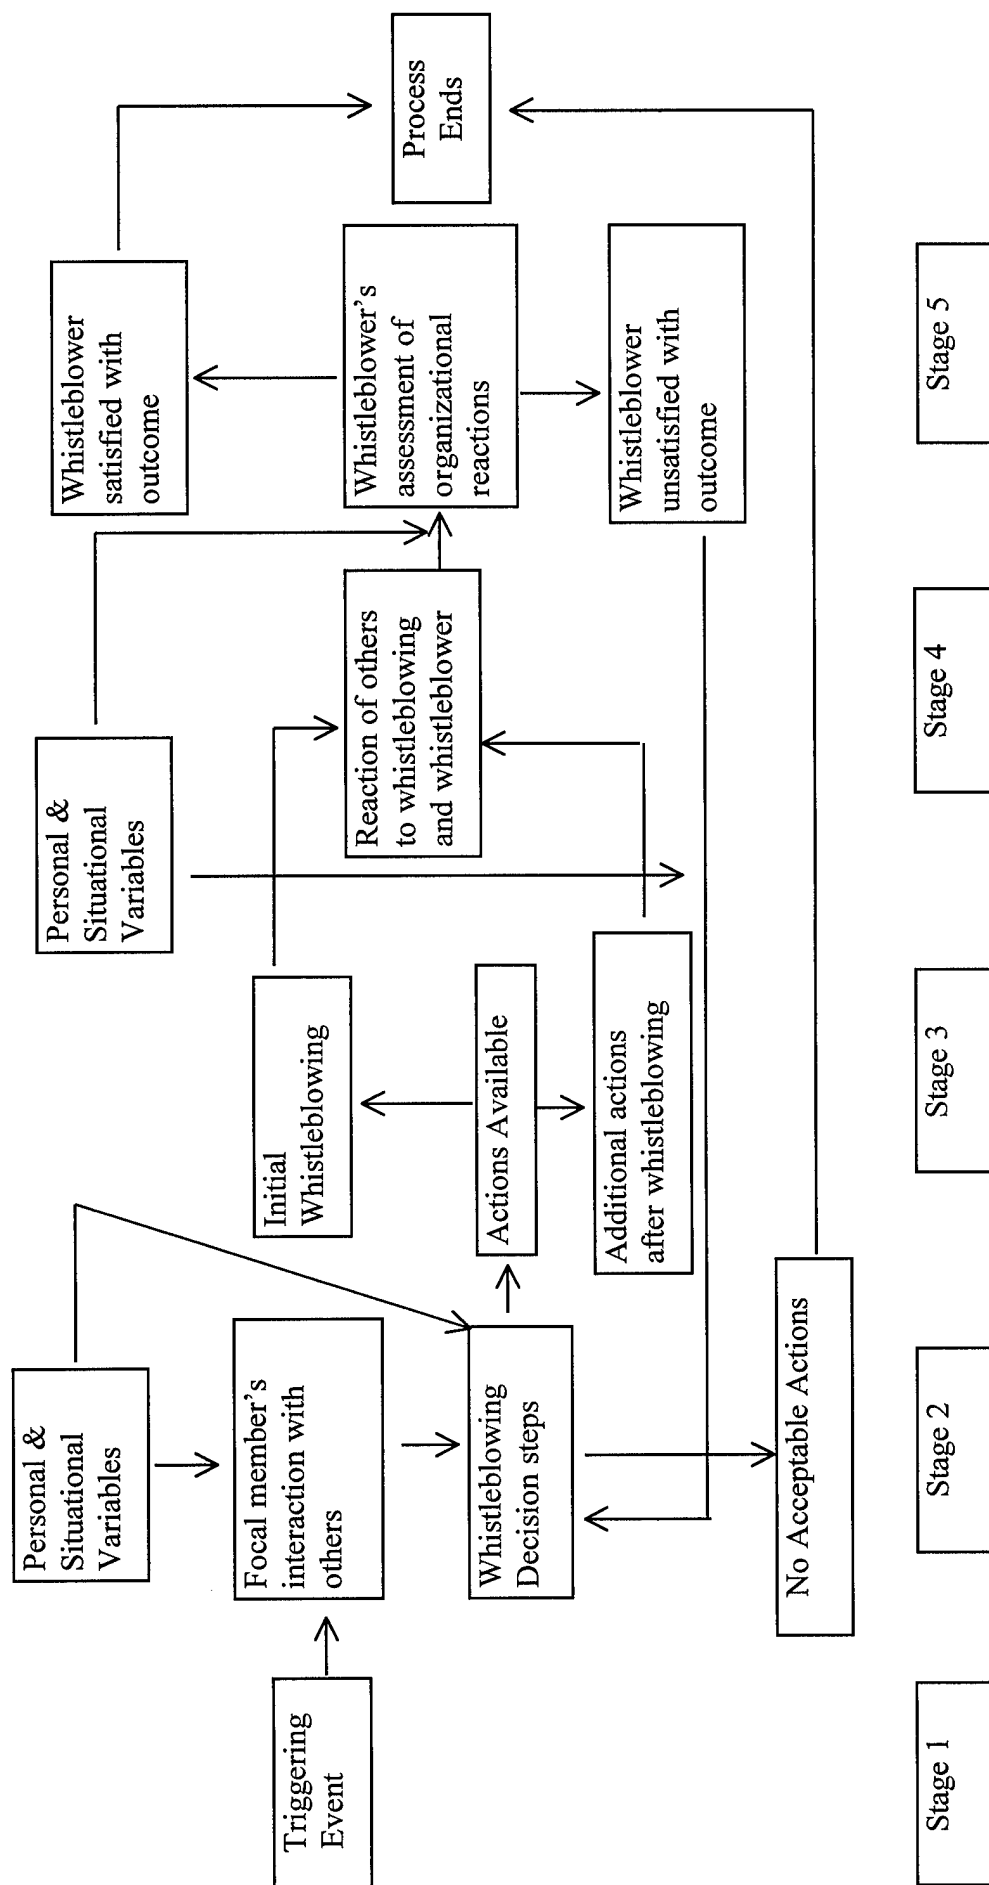 Personal &
Situational
Variables
Personal &
Situational
Variables
Whistleblower
satisfied with
outcome
Triggering
Event
Focal member's
interaction with
others
Initial
Whistleblowing
Reaction of others
to whistleblowing
and whistleblower
Whistleblower's
assessment of
organizational
reactions
Process
Ends
Whistleblowing
Decision steps
Actions Available
Additional actions
after whistleblowing
Whistleblower
unsatisfied with
outcome
No Acceptable Actions
Stage 1
Stage 2
Stage 3
Stage 4
Stage 5